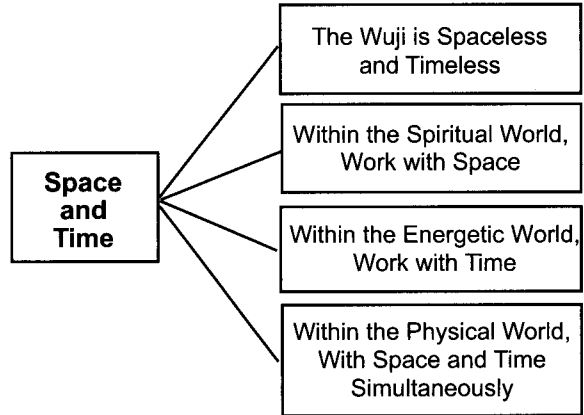 Space
and
Time
The Wuji is Spaceless
and Timeless
Within the Spiritual World,
Work with Space
Within the Energetic World,
Work with Time
Within the Physical World,
With Space and Time
Simultaneously